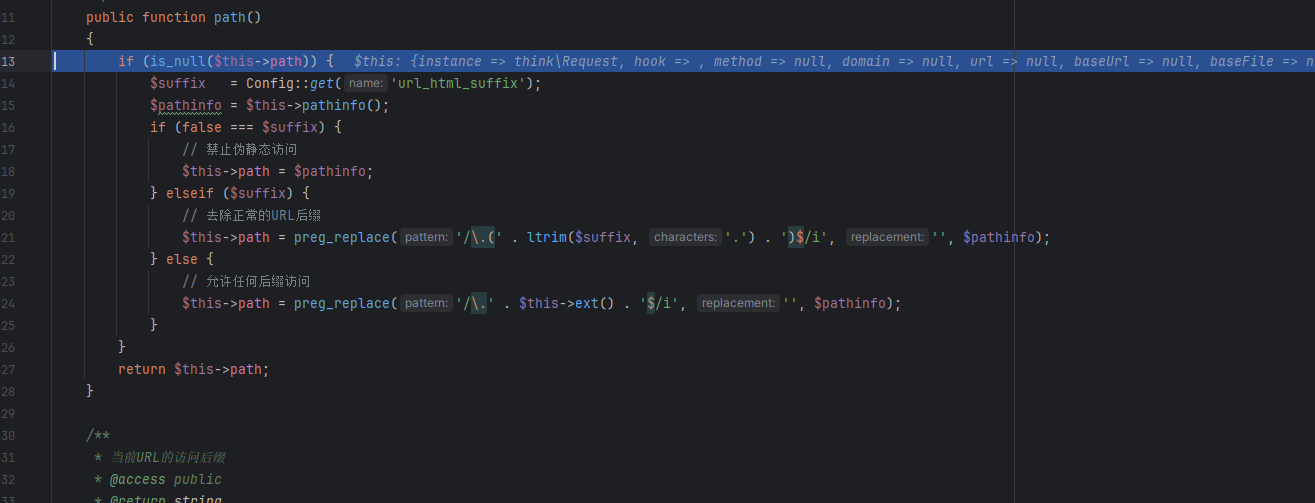 11 public function path()
12 {
13 if (is_null($this->path)) { $this: {instance => think\Request, hook => , method => null, domain => null, url => null, baseUrl => null, baseFile => n
14 $suffix = Config::get( name: 'url_html_suffix');
15 $pathinfo = $this->pathinfo();
16 if (false === $suffix) {
17 // 禁止伪静态访问
18 $this->path = $pathinfo;
19 } elseif ($suffix) {
20 // 去除正常的URL后缀
21 $this->path = preg_replace( pattern: '/\.(' . ltrim($suffix, characters: '.') . ')$/i', replacement: '', $pathinfo);
22 } else {
23 // 允许任何后缀访问
24 $this->path = preg_replace( pattern: '/\.' . $this->ext() . '$/i', replacement: '', $pathinfo);
25 }
26 }
27 return $this->path;
28 }
29
30 /**
31 * 当前URL的访问后缀
32 * @access public
33 * @return string